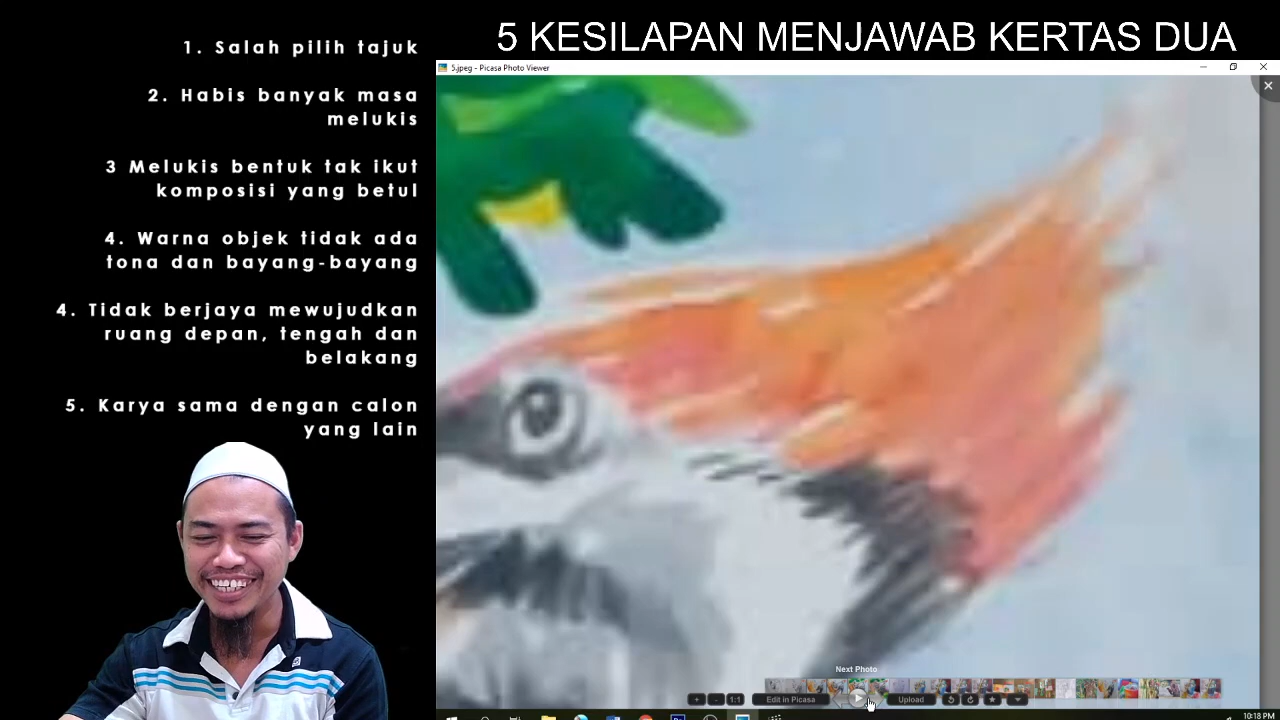 5 KESILAPAN MENJAWAB KERTAS DUA
1. Salah pilih tajuk
2. Habis banyak masa
melukis
3 Melukis bentuk tak ikut
komposisi yang betul
4. Warna objek tidak ada
tona dan bayang-bayang
4. Tidak berjaya mewujudkan
ruang depan, tengah dan
belakang
5. Karya sama dengan calon
yang lain
5.jpeg - Picasa Photo Viewer
Next Photo
1:1
Edit in Picasa
Upload
10:18 PM